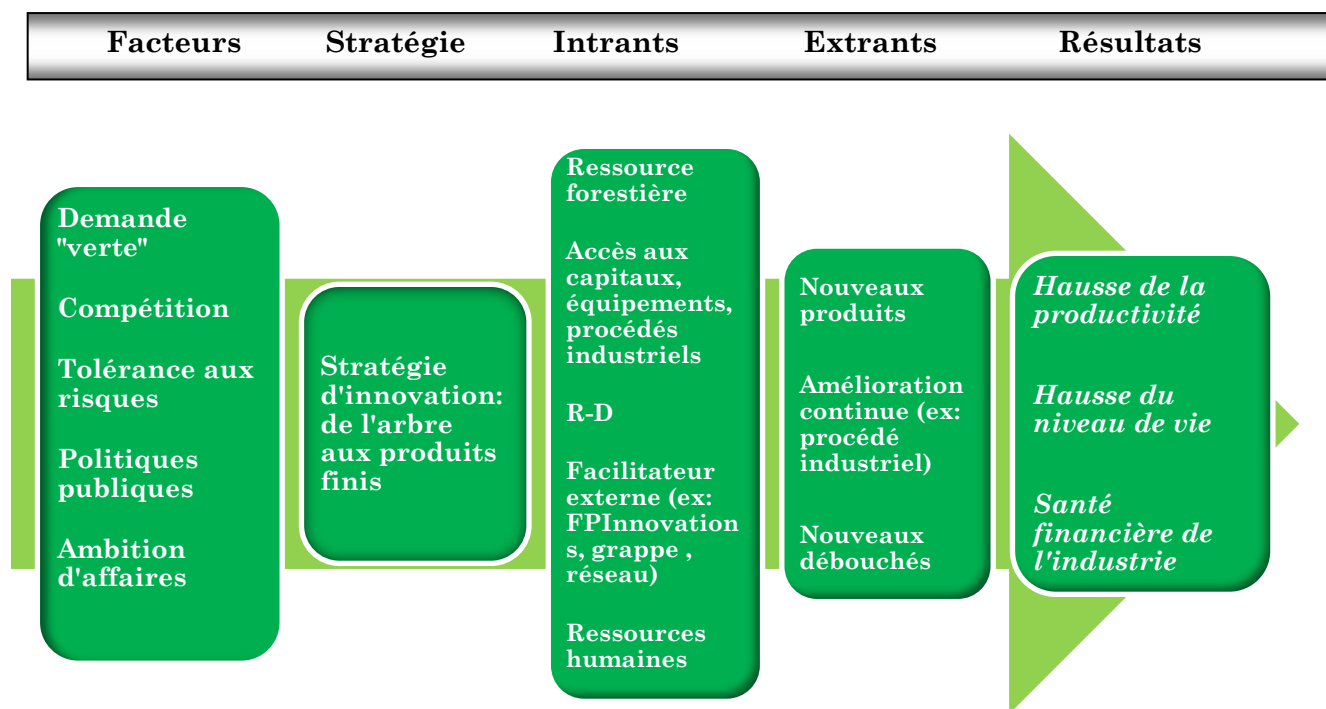 Facteurs Stratégie Intrants Extrants Résultats
Demande
"verte"
Compétition
Tolérance aux
risques
Politiques
publiques
Ambition
d'affaires
Stratégie
d'innovation:
de l'arbre
aux produits
finis
Ressource
forestière
Accès aux
capitaux,
équipements,
procédés
industriels
R-D
Facilitateur
externe (ex:
FPInnovation
s, grappe ,
réseau)
Ressources
humaines
Nouveaux
produits
Amélioration
continue (ex:
procédé
industriel)
Nouveaux
débouchés
Hausse de la
productivité
Hausse du
niveau de vie
Santé
financière de
l'industrie